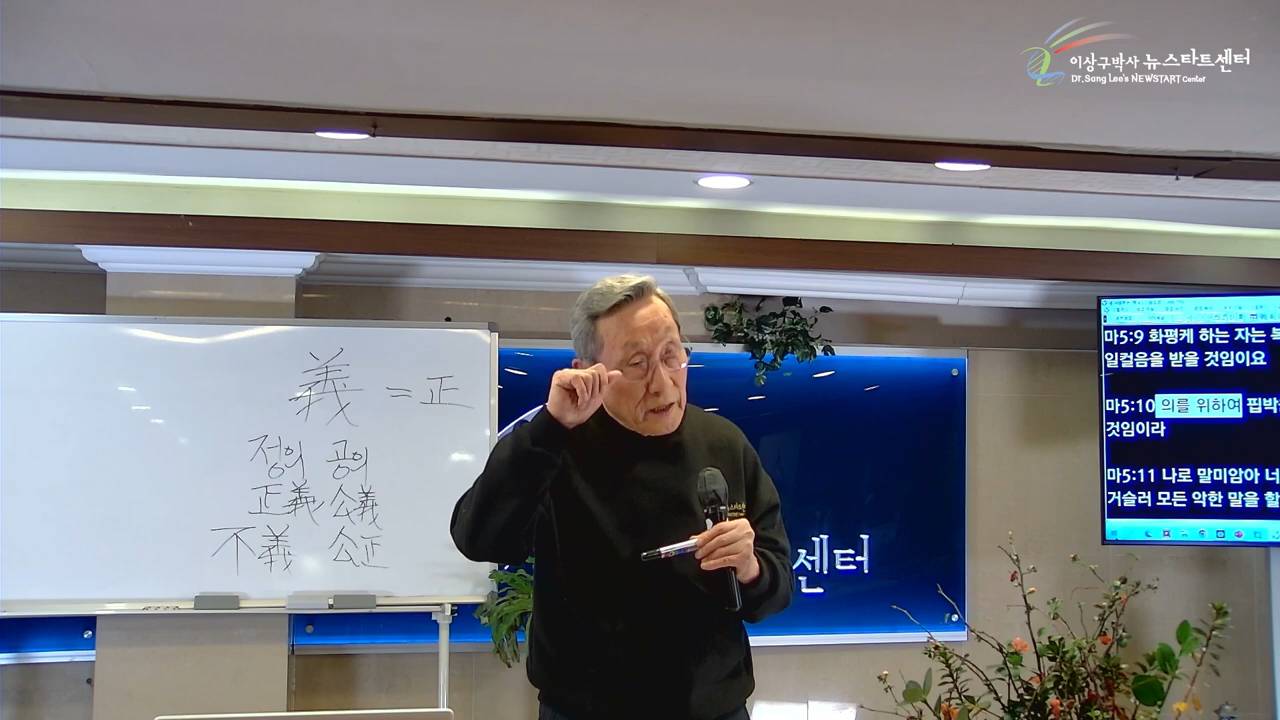 이상구박사 뉴스타트센터
Dr. Sang Lee's NEWSTART Center
義 = 正
정의 공의
正義 公義
不義 公正
센터
마5:9 화평케 하는 자는
일컬음을 받을 것임이요
마5:10 의를 위하여 핍박
것임이라
마5:11 나로 말미암아 너
거슬러 모든 악한 말을 할